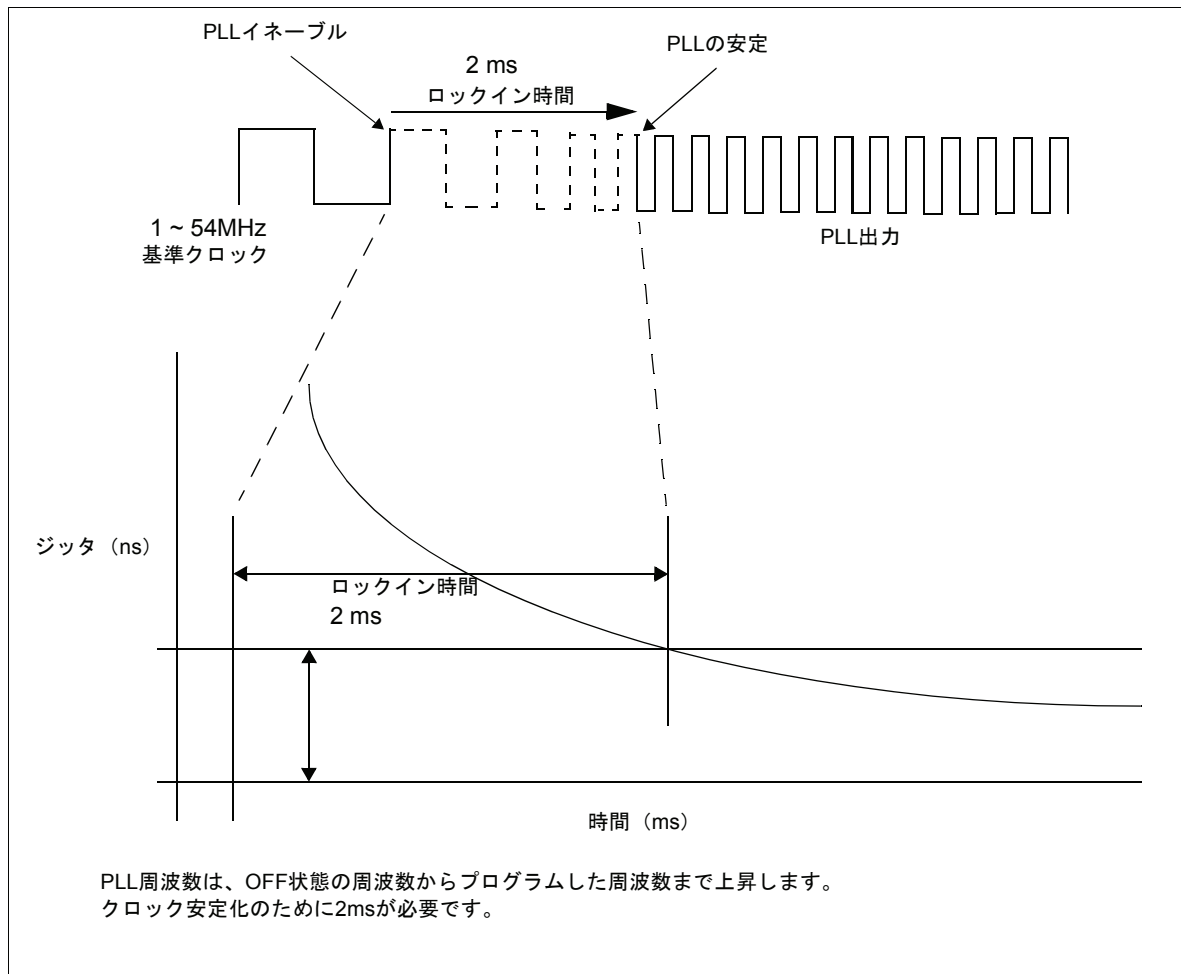 PLLイネーブル
PLLの安定
2 ms
ロックイン時間
1 ~ 54MHz
基準クロック
PLL出力
ジッタ（ns）
ロックイン時間
2 ms
時間（ms）
PLL周波数は、OFF状態の周波数からプログラムした周波数まで上昇します。
クロック安定化のために2msが必要です。